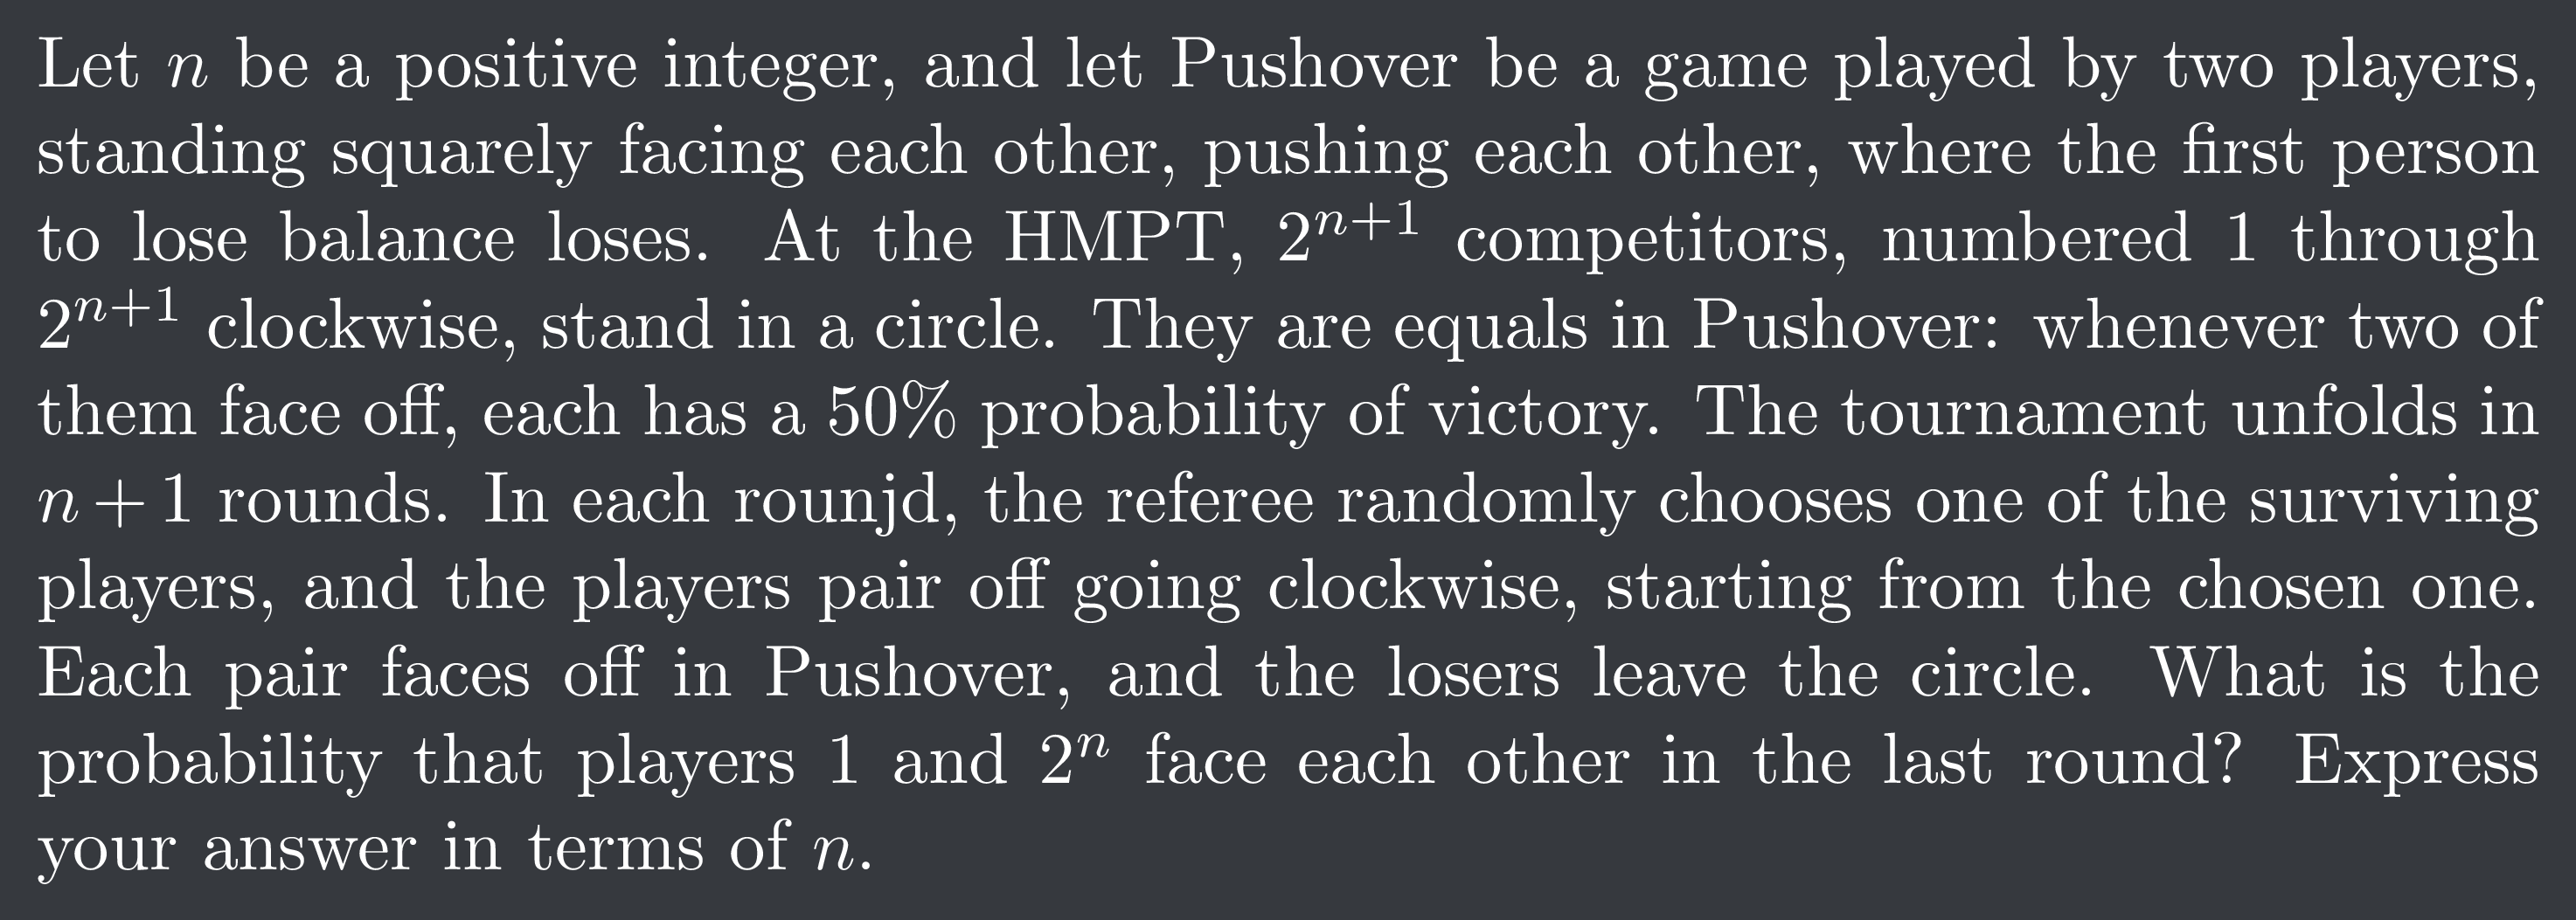 Let n be a positive integer, and let Pushover be a game played by two players,
standing squarely facing each other, pushing each other, where the first person
to lose balance loses. At the HMPT, 2^{n+1} competitors, numbered 1 through
2^{n+1} clockwise, stand in a circle. They are equals in Pushover: whenever two of
them face off, each has a 50% probability of victory. The tournament unfolds in
n + 1 rounds. In each rounjd, the referee randomly chooses one of the surviving
players, and the players pair off going clockwise, starting from the chosen one.
Each pair faces off in Pushover, and the losers leave the circle. What is the
probability that players 1 and 2^n face each other in the last round? Express
your answer in terms of n.